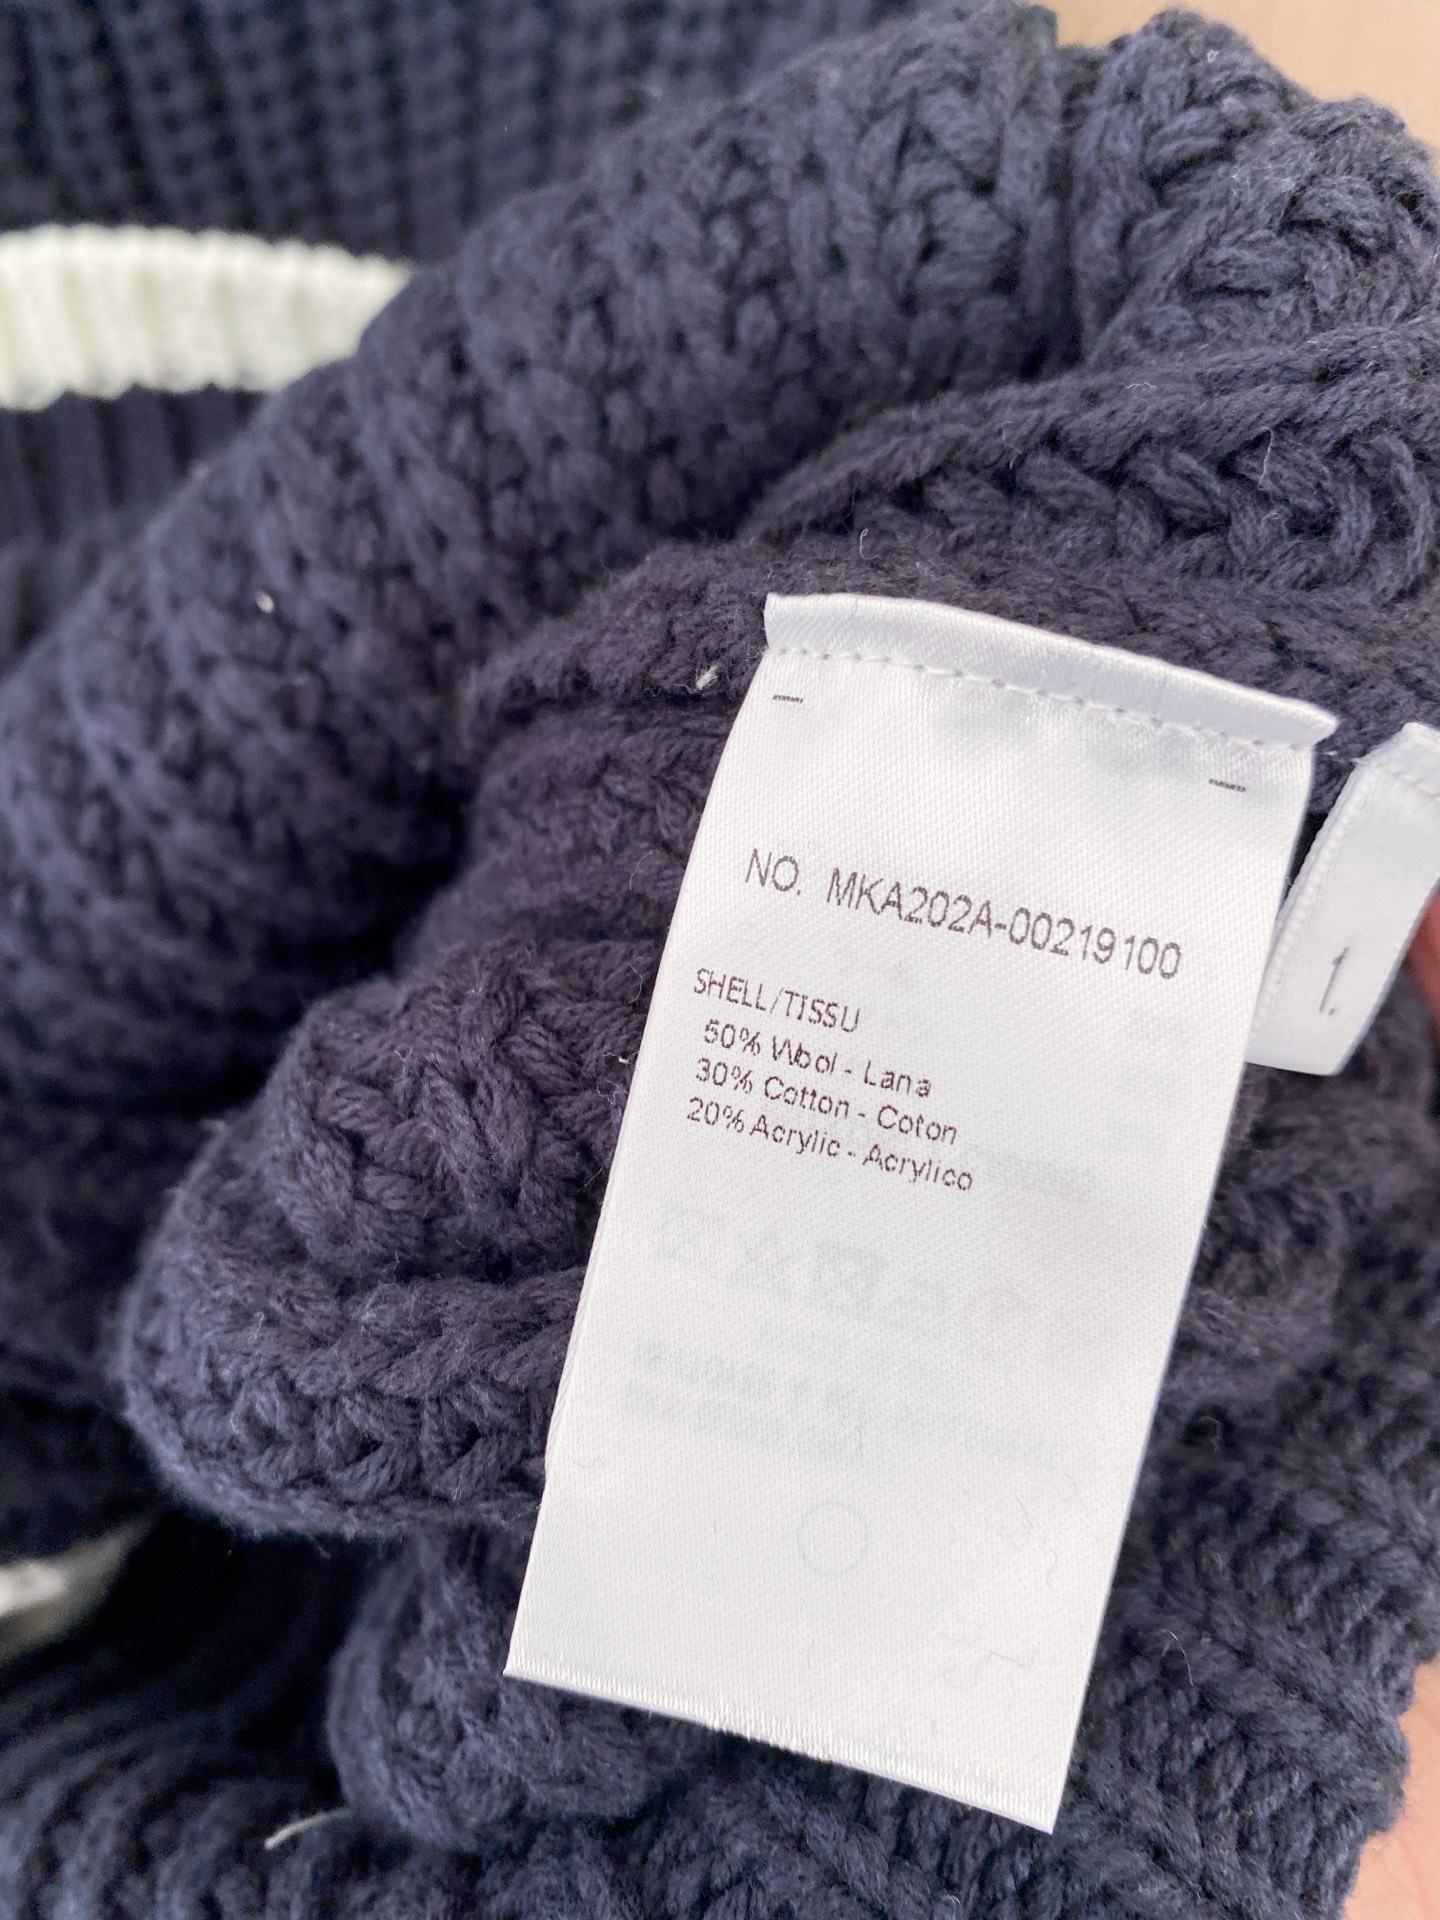 NO. MKA202A-00219100
SHELL/TISSU
50% Wool - Lana
30% Cotton - Coton
20% Acrylic - Acrylico
1.